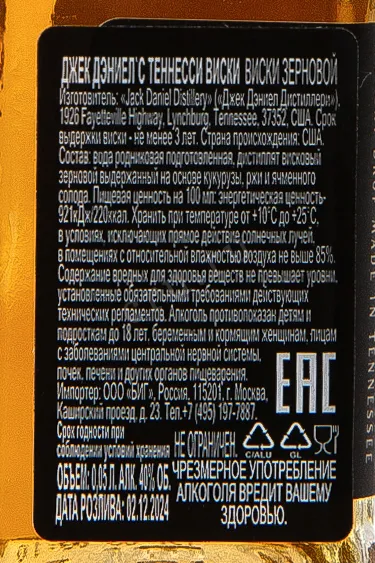 ДЖЕК ДЭНИЕЛ'С ТЕННЕССИ ВИСКИ ВИСКИ ЗЕРНОВОЙ
Изготовитель: «Jack Daniel Distillery» («Джек Дэниел Дистиллери»).
1926 Fayetteville Highway, Lynchburg, Tennessee, 37352, США. Срок
выдержки виски - не менее 3 лет. Страна происхождения: США.
Состав: вода родниковая подготовленная, дистиллят висковый
зерновой выдержанный на основе кукурузы, ржи и ячменного
солода. Пищевая ценность на 100 мл: энергетическая ценность-
921кДж/220ккал. Хранить при температуре от +10°С до +25°С,
в условиях, исключающих прямое действие солнечных лучей,
в помещениях с относительной влажностью воздуха не выше 85%.
Содержание вредных для здоровья веществ не превышает уровни,
установленные обязательными требованиями действующих
технических регламентов. Алкоголь противопоказан детям и
подросткам до 18 лет, беременным и кормящим женщинам, лицам
с заболеваниями центральной нервной системы,
почек, печени и других органов пищеварения.
Импортер: ООО «БИГ», Россия, 115201, г. Москва,
Каширский проезд, д. 23. Тел.+7 (495) 197-7887.
EAC
Срок годности при
соблюдении условий хранения НЕ ОГРАНИЧЕН.
C/ALU GL
ОБЪЕМ: 0,05 Л. АЛК. 40% ОБ.
ДАТА РОЗЛИВА: 02.12.2024
ЧРЕЗМЕРНОЕ УПОТРЕБЛЕНИЕ
АЛКОГОЛЯ ВРЕДИТ ВАШЕМУ
ЗДОРОВЬЮ.
TENNESSEE